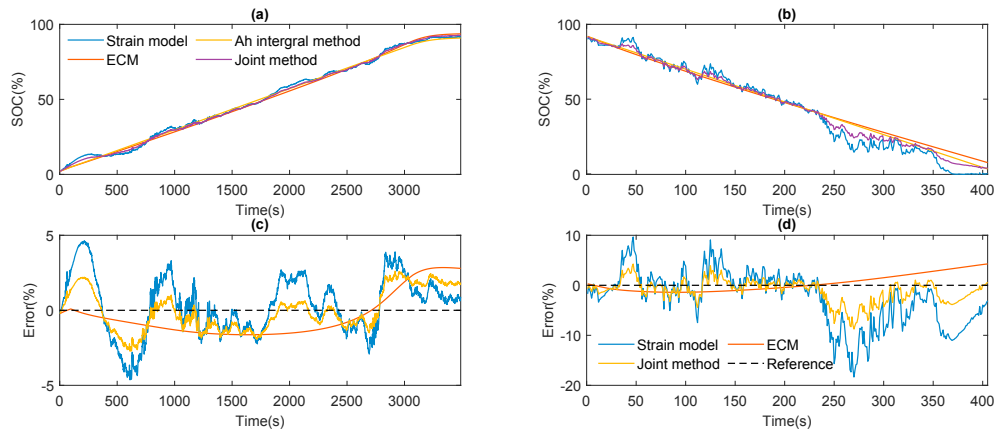 (a)
100
50
0
SOC(%)
Strain model
ECM
Ah intergral method
Joint method
0 500 1000 1500 2000 2500 3000
Time(s)
(b)
100
50
0
SOC(%)
0 50 100 150 200 250 300 350 400
Time(s)
(c)
5
0
-5
Error(%)
0 500 1000 1500 2000 2500 3000
Time(s)
(d)
10
0
-10
-20
Error(%)
Strain model
Joint method
ECM
Reference
0 50 100 150 200 250 300 350 400
Time(s)